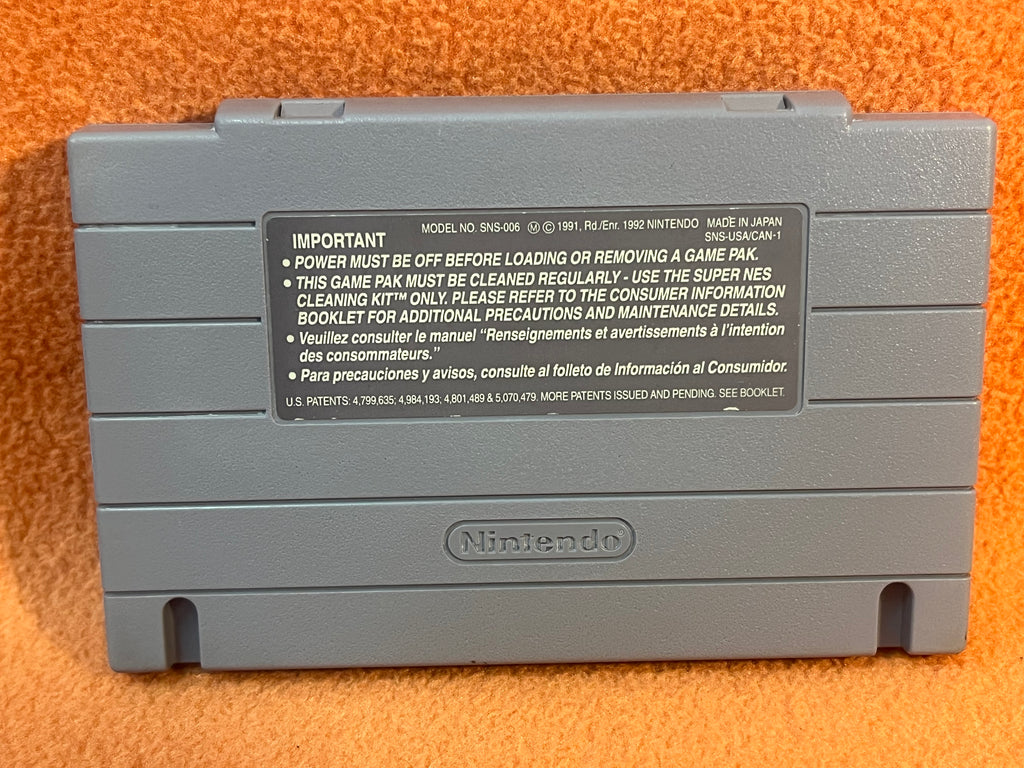 MODEL NO. SNS-006 Ⓜ © 1991, Rd./Enr. 1992 NINTENDO MADE IN JAPAN
SNS-USA/CAN-1
IMPORTANT
• POWER MUST BE OFF BEFORE LOADING OR REMOVING A GAME PAK.
• THIS GAME PAK MUST BE CLEANED REGULARLY - USE THE SUPER NES
CLEANING KIT™ ONLY. PLEASE REFER TO THE CONSUMER INFORMATION
BOOKLET FOR ADDITIONAL PRECAUTIONS AND MAINTENANCE DETAILS.
• Veuillez consulter le manuel “Renseignements et avertissements à l'intention
des consommateurs.”
• Para precauciones y avisos, consulte al folleto de Información al Consumidor.
U.S. PATENTS: 4,799,635; 4,984,193; 4,801,489 & 5,070,479. MORE PATENTS ISSUED AND PENDING. SEE BOOKLET.
Nintendo®